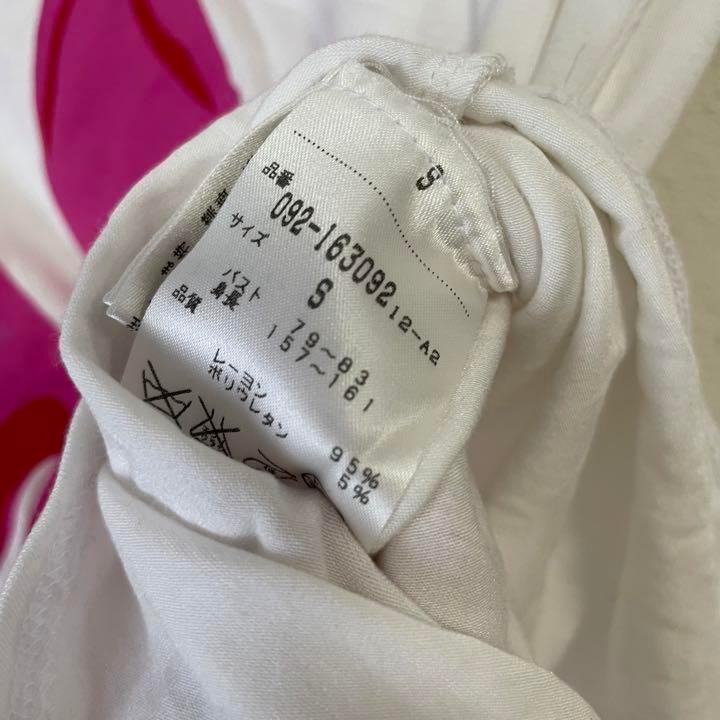 S
品番
092-163092 12-A2
サイズ
S
バスト 79~83
身長 157~161
品質
レーヨン 95%
ポリウレタン 5%